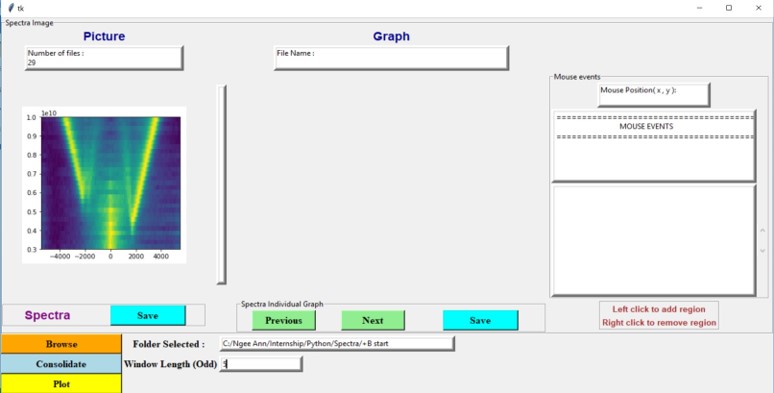 tk
Spectra Image
Picture
Graph
Number of files :
29
File Name :
Mouse events
Mouse Position( x , y ):
==========================================
MOUSE EVENTS
==========================================
1e10
1.0
0.9
0.8
0.7
0.6
0.5
0.4
0.3
−4000 −2000 0 2000 4000
Spectra
Save
Spectra Individual Graph
Previous
Next
Save
Left click to add region
Right click to remove region
Browse
Folder Selected :
C:/Ngee Ann/Internship/Python/Spectra/+B start
Consolidate
Window Length (Odd)
Plot